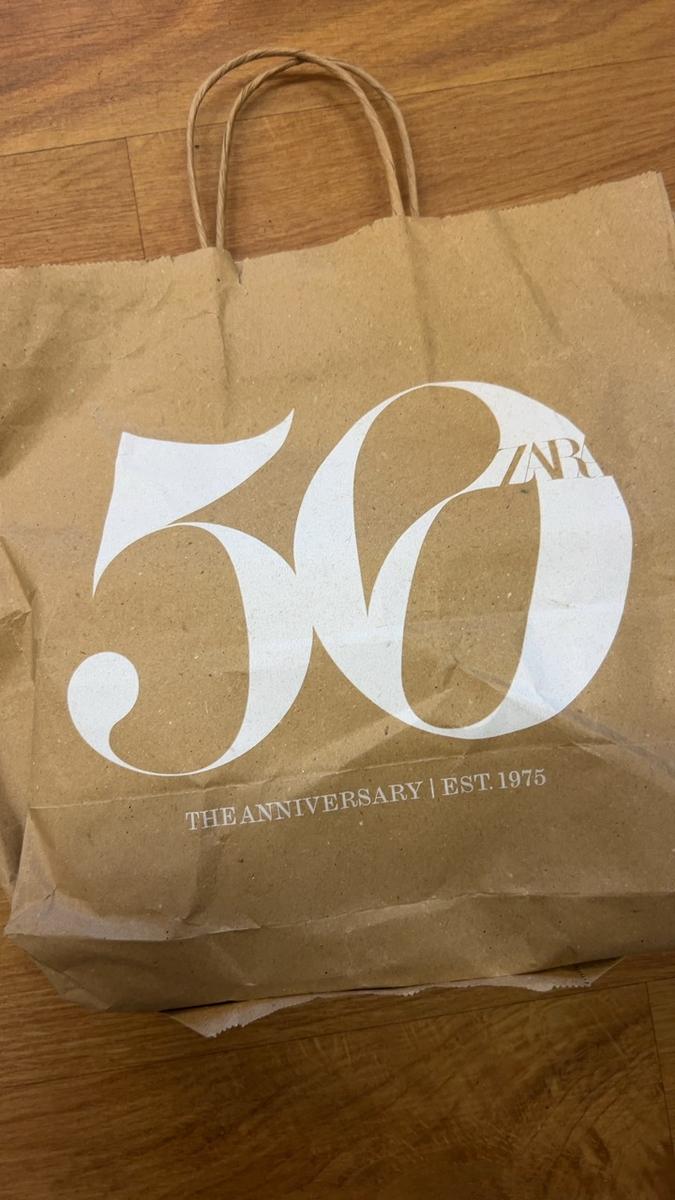 50
ZARA
THE ANNIVERSARY | EST. 1975